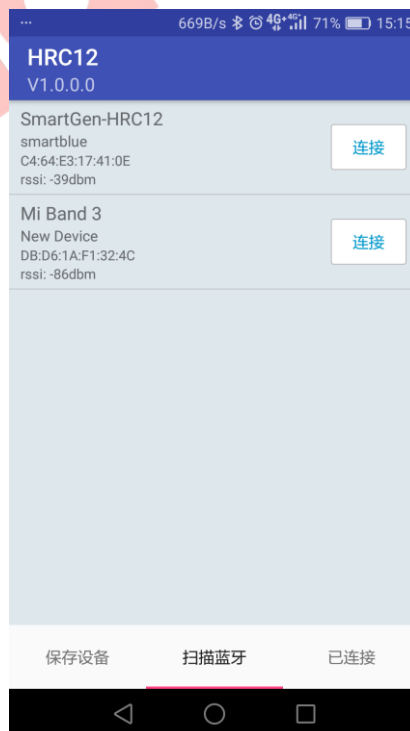 ... 669B/s 4G+ 4G 71% 15:15
HRC12
V1.0.0.0
SmartGen-HRC12
smartblue
C4:64:E3:17:41:0E
rssi: -39dbm
连接
Mi Band 3
New Device
DB:D6:1A:F1:32:4C
rssi: -86dbm
连接
保存设备 扫描蓝牙 已连接